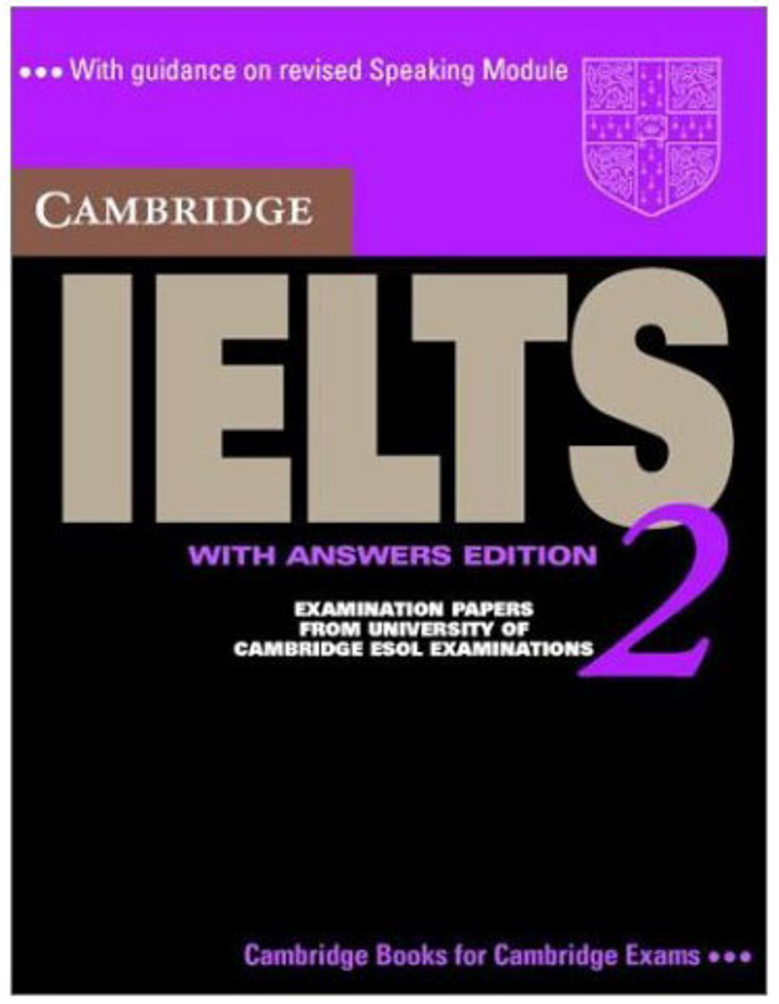 ••• With guidance on revised Speaking Module
CAMBRIDGE
IELTS
2
WITH ANSWERS EDITION
EXAMINATION PAPERS
FROM UNIVERSITY OF
CAMBRIDGE ESOL EXAMINATIONS
Cambridge Books for Cambridge Exams •••